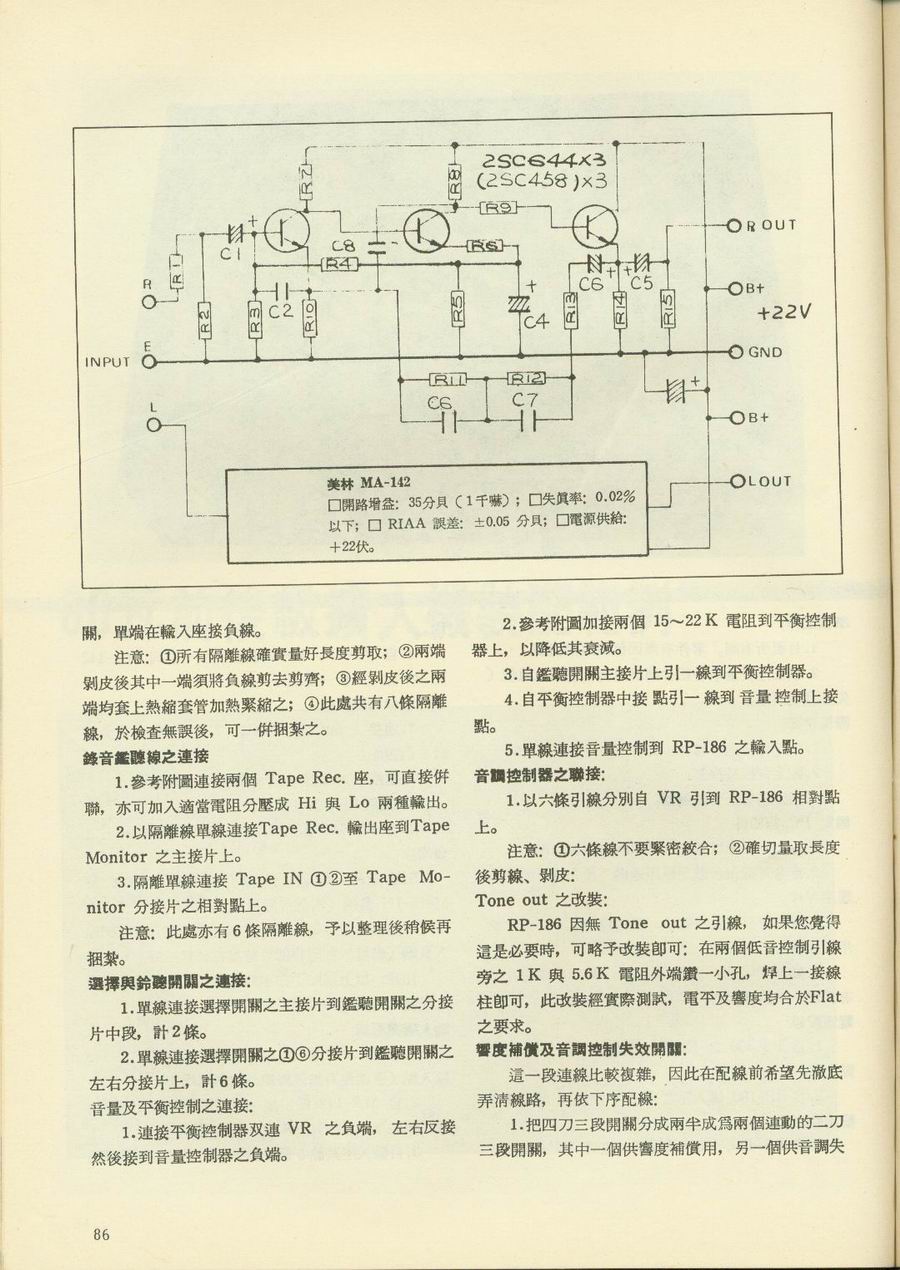 2SC644×3
(2SC458)×3
R7
R8
R9
R OUT
C1
+
C8
R6
R4
R1
R
C6
+
+
C5
B+
+22V
R2
R3
C2
R10
R5
+
C4
R13
R14
R15
INPUT
E
GND
R11
R12
C6
C7
+
L
B+
美林 MA-142
□開路增益: 35分貝（1千嚇）; □失眞率: 0.02%
以下; □ RIAA 誤差: ±0.05 分貝; □電源供給:
＋22伏。
L OUT
關，單端在輸入座接負線。
注意: ①所有隔離線確實量好長度剪取; ②兩端
剝皮後其中一端須將負線剪去剪齊; ③經剝皮後之兩
端均套上熱縮套管加熱緊縮之; ④此處共有八條隔離
線，於檢查無誤後，可一併捆紮之。
錄音鑑聽線之連接
1.參考附圖連接兩個 Tape Rec. 座，可直接併
聯，亦可加入適當電阻分壓成 Hi 與 Lo 兩種輸出。
2.以隔離線單線連接Tape Rec. 輸出座到Tape
Monitor 之主接片上。
3.隔離單線連接 Tape IN ①②至 Tape Mo-
nitor 分接片之相對點上。
注意: 此處亦有6條隔離線，予以整理後稍候再
捆紮。
選擇與鈴聽開關之連接:
1.單線連接選擇開關之主接片到鑑聽開關之分接
片中段，計2條。
2.單線連接選擇開關之①⑥分接片到鑑聽開關之
左右分接片上，計6條。
音量及平衡控制之連接:
1.連接平衡控制器双連 VR 之負端，左右反接
然後接到音量控制器之負端。
2.參考附圖加接兩個 15～22K 電阻到平衡控制
器上，以降低其衰減。
3.自鑑聽開關主接片上引一線到平衡控制器。
4.自平衡控制器中接 點引一 線到 音量 控制上接
點。
5.單線連接音量控制到 RP-186 之輸入點。
音調控制器之聯接:
1.以六條引線分別自 VR 引到 RP-186 相對點
上。
注意: ①六條線不要緊密絞合; ②確切量取長度
後剪線、剝皮:
Tone out 之改裝:
RP-186 因無 Tone out 之引線， 如果您覺得
這是必要時，可略予改裝卽可: 在兩個低音控制引線
旁之 1K 與 5.6K 電阻外端鑽一小孔，焊上一接線
柱卽可，此改裝經實際測試，電平及響度均合於Flat
之要求。
響度補償及音調控制失效開關:
這一段連線比較複雜，因此在配線前希望先澈底
弄淸線路，再依下序配線:
1.把四刀三段開關分成兩半成爲兩個連動的二刀
三段開關，其中一個供響度補償用，另一個供音調失
86